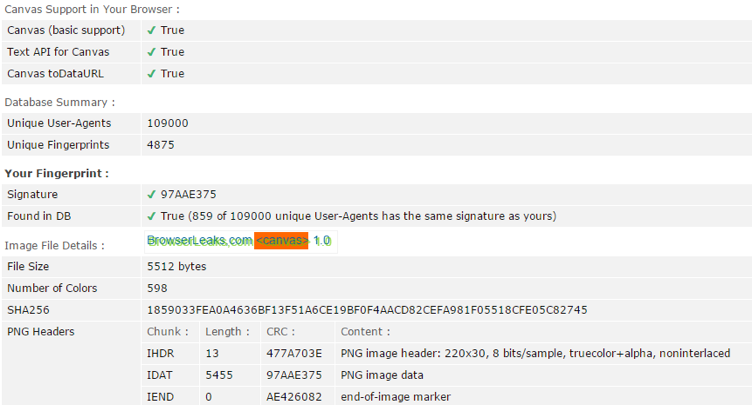 Canvas Support in Your Browser :
Canvas (basic support) ✔ True
Text API for Canvas ✔ True
Canvas toDataURL ✔ True
Database Summary :
Unique User-Agents 109000
Unique Fingerprints 4875
Your Fingerprint :
Signature ✔ 97AAE375
Found in DB ✔ True (859 of 109000 unique User-Agents has the same signature as yours)
Image File Details : BrowserLeaks,com <canvas> 1.0
File Size 5512 bytes
Number of Colors 598
SHA256 1859033FEA0A4636BF13F51A6CE19BF0F4AACD82CEFA981F05518CFE05C82745
PNG Headers Chunk : Length : CRC : Content :
IHDR 13 477A703E PNG image header: 220x30, 8 bits/sample, truecolor+alpha, noninterlaced
IDAT 5455 97AAE375 PNG image data
IEND 0 AE426082 end-of-image marker